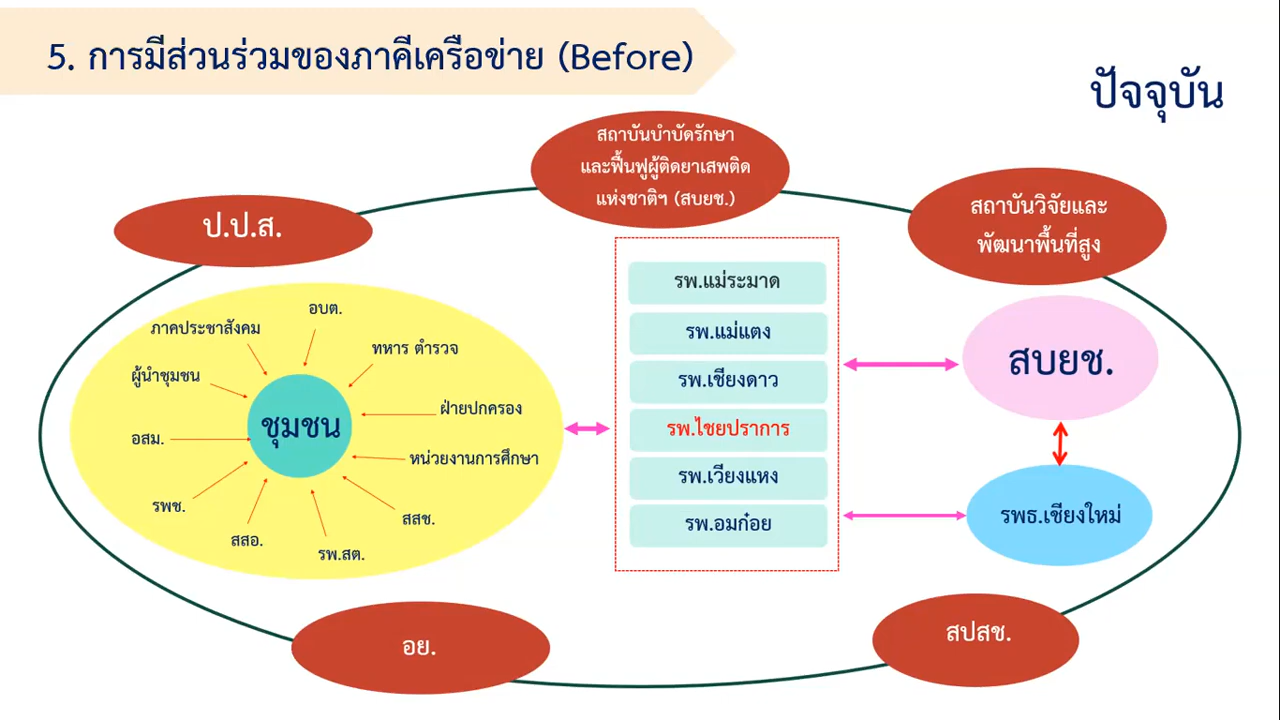 5. การมีส่วนร่วมของภาคีเครือข่าย (Before)
ปัจจุบัน
สถาบันบำบัดรักษา
และฟื้นฟูผู้ติดยาเสพติด
แห่งชาติฯ (สบยช.)
สถาบันวิจัยและ
พัฒนาพื้นที่สูง
ป.ป.ส.
อบต.
ภาคประชาสังคม
ทหาร ตำรวจ
ผู้นำชุมชน
ฝ่ายปกครอง
ชุมชน
อสม.
หน่วยงานการศึกษา
รพช.
สสช.
สสอ.
รพ.สต.
รพ.แม่ระมาด
รพ.แม่แตง
รพ.เชียงดาว
รพ.ไชยปราการ
รพ.เวียงแหง
รพ.อมก๋อย
สบยช.
รพธ.เชียงใหม่
อย.
สปสช.